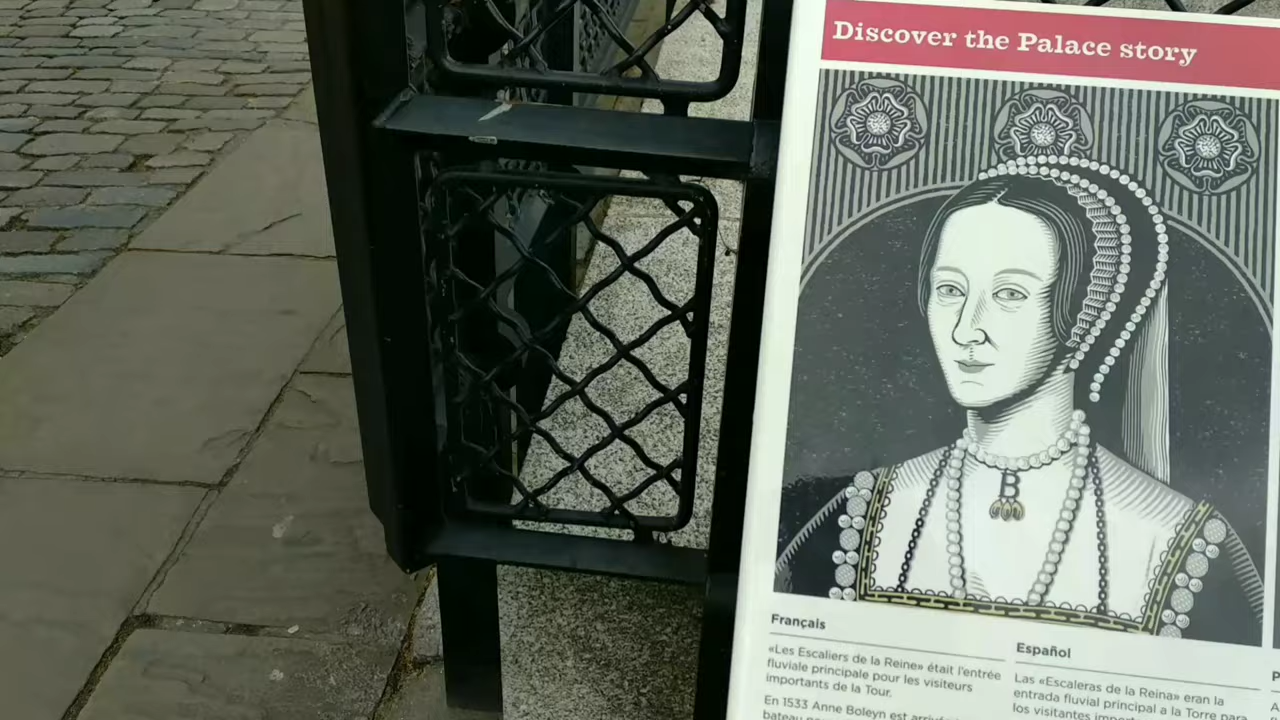 Discover the Palace story
B
Français
«Les Escaliers de la Reine» était l'entrée
fluviale principale pour les visiteurs
importants de la Tour.
En 1533 Anne Boleyn est
bateau
Español
Las «Escaleras de la Reina» eran la
entrada fluvial principal a la Torre para
los visitantes
P
A